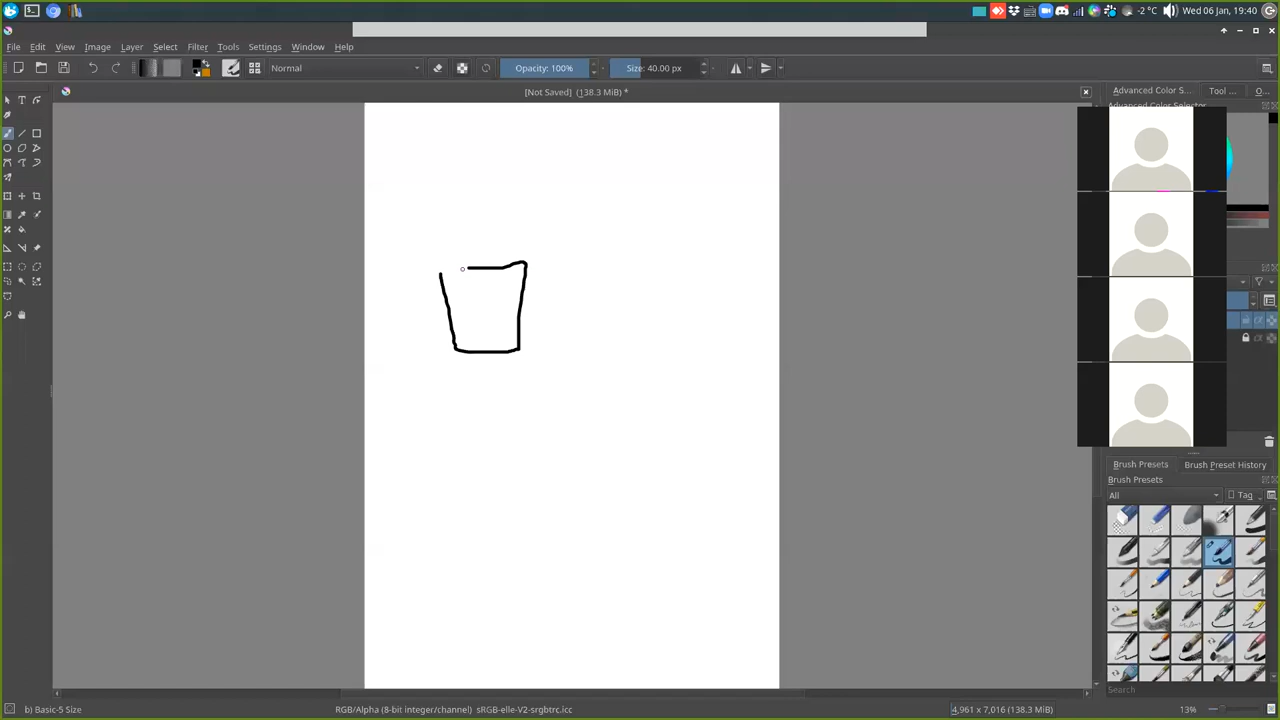 -2 °C Wed 06 Jan, 19:40
File Edit View Image Layer Select Filter Tools Settings Window Help
Normal Opacity: 100% Size: 40.00 px
[Not Saved] (138.3 MiB) *
Advanced Color S... Tool ... O...
Advanced Color Selector
Brush Presets Brush Preset History
Brush Presets
All Tag
Search
b) Basic-5 Size RGB/Alpha (8-bit integer/channel) sRGB-elle-V2-srgbtrc.icc 4,961 x 7,016 (138.3 MiB) 13%